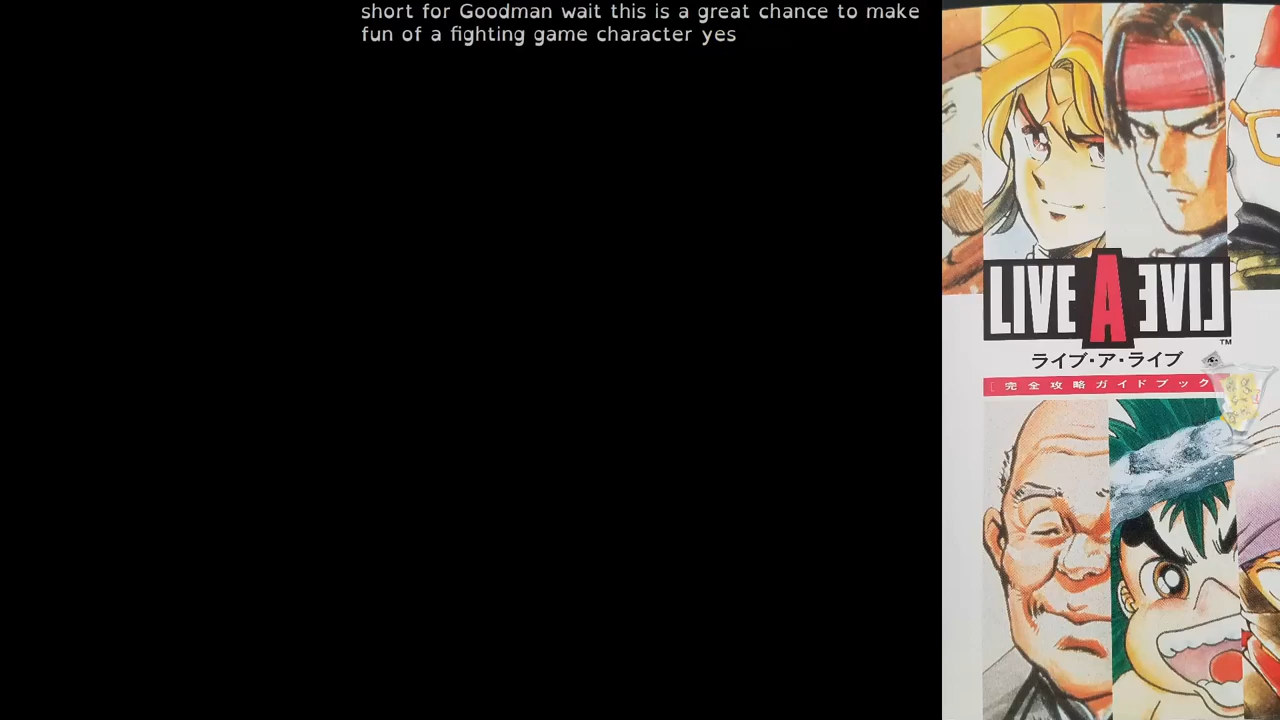 short for Goodman wait this is a great chance to make
fun of a fighting game character yes
LIVE A LIVE
TM
ライブ・ア・ライブ
[完全攻略ガイドブック